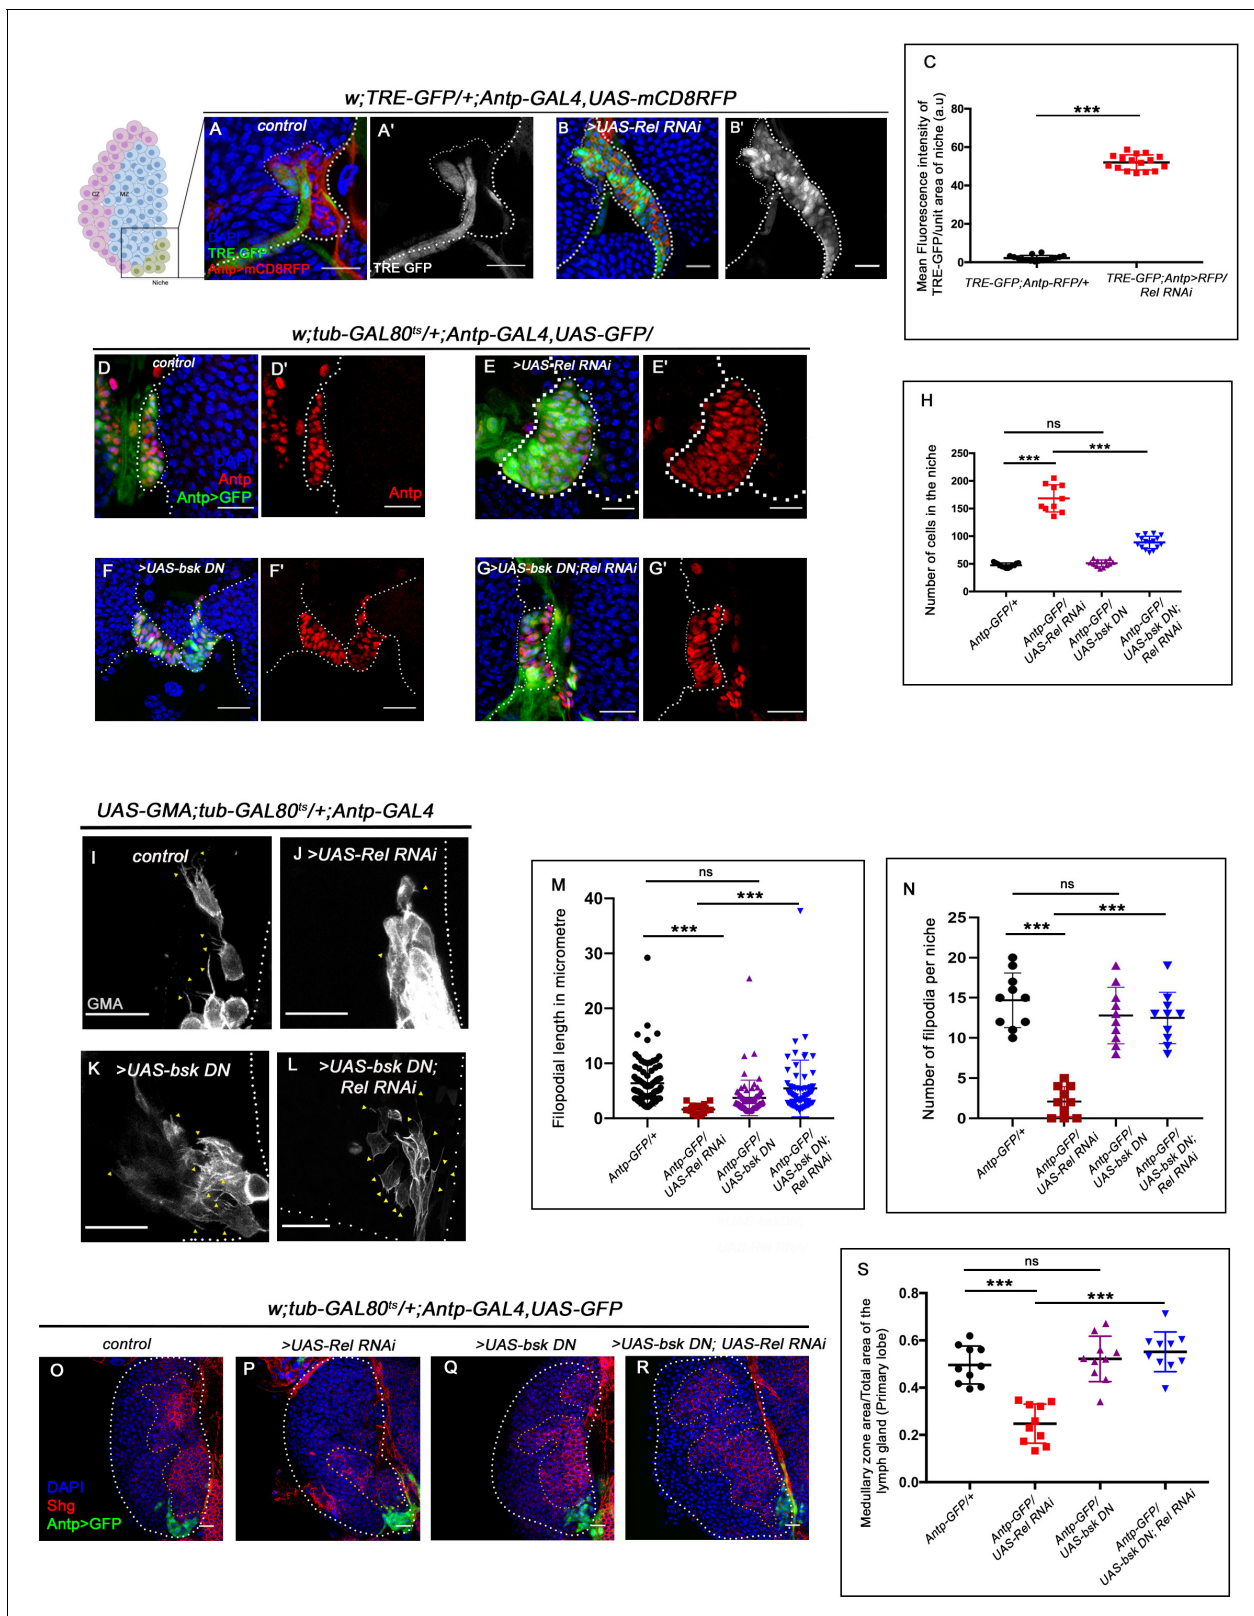 w;TRE-GFP/+;Antp-GAL4,UAS-mCD8RFP
CZ
MZ
Niche
A
control
DAPI
TRE GFP
Antp>mCD8RFP
A'
TRE GFP
B
>UAS-Rel RNAi
B'
C
Mean Fluorescence intensity of
TRE-GFP/unit area of niche (a.u)
80
60
40
20
0
***
TRE-GFP;Antp-RFP/+
TRE-GFP;Antp>RFP/
Rel RNAi
w;tub-GAL80ts/+;Antp-GAL4,UAS-GFP/
D
control
DAPI
Antp
Antp>GFP
D'
Antp
E
>UAS-Rel RNAi
E'
F
>UAS-bsk DN
F'
G
>UAS-bsk DN;Rel RNAi
G'
H
Number of cells in the niche
250
200
150
100
50
0
ns
***
***
Antp-GFP/+
Antp-GFP/
UAS-Rel RNAi
Antp-GFP/
UAS-bsk DN
Antp-GFP/
UAS-bsk DN;
Rel RNAi
UAS-GMA;tub-GAL80ts/+;Antp-GAL4
I
control
GMA
J >UAS-Rel RNAi
K
>UAS-bsk DN
L
>UAS-bsk DN;
Rel RNAi
M
Filopodial length in micrometre
40
30
20
10
0
ns
***
***
Antp-GFP/+
Antp-GFP/
UAS-Rel RNAi
Antp-GFP/
UAS-bsk DN
Antp-GFP/
UAS-bsk DN;
Rel RNAi
N
Number of filpodia per niche
25
20
15
10
5
0
ns
***
***
Antp-GFP/+
Antp-GFP/
UAS-Rel RNAi
Antp-GFP/
UAS-bsk DN
Antp-GFP/
UAS-bsk DN;
Rel RNAi
w;tub-GAL80ts/+;Antp-GAL4,UAS-GFP
control
>UAS-Rel RNAi
>UAS-bsk DN
>UAS-bsk DN; UAS-Rel RNAi
O
DAPI
Shg
Antp>GFP
P
Q
R
S
Medullary zone area/Total area of the
lymph gland (Primary lobe)
0.8
0.6
0.4
0.2
0.0
ns
***
***
Antp-GFP/+
Antp-GFP/
UAS-Rel RNAi
Antp-GFP/
UAS-bsk DN
Antp-GFP/
UAS-bsk DN; Rel RNAi